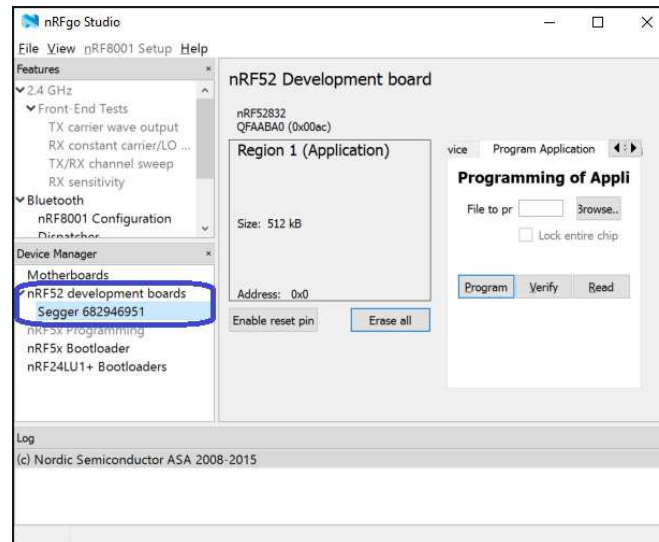 nRFgo Studio
File View nRF8001 Setup Help
Features
2.4 GHz
Front-End Tests
TX carrier wave output
RX constant carrier/LO ...
TX/RX channel sweep
RX sensitivity
Bluetooth
nRF8001 Configuration
Dispatcher
Device Manager
Motherboards
nRF52 development boards
Segger 682946951
nRF5x Programming
nRF5x Bootloader
nRF24LU1+ Bootloaders
nRF52 Development board
nRF52832
QFAABA0 (0x00ac)
Region 1 (Application)
Size: 512 kB
Address: 0x0
Enable reset pin Erase all
vice Program Application
Programming of Appli
File to pr Browse..
Lock entire chip
Program Verify Read
Log
(c) Nordic Semiconductor ASA 2008-2015